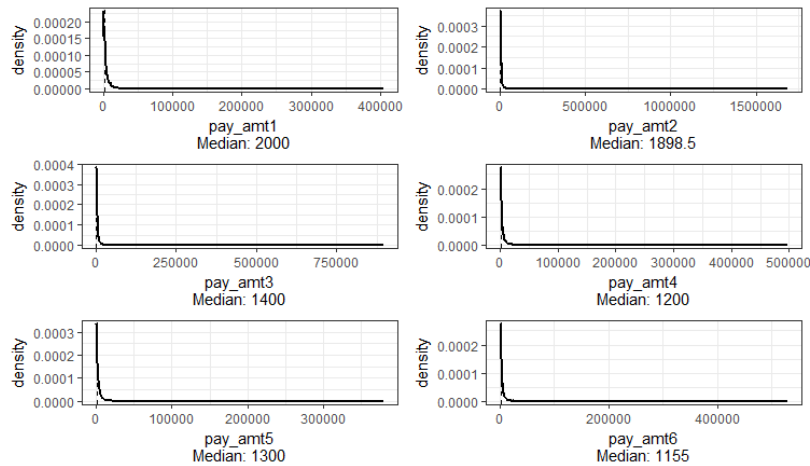 density
0.00020
0.00015
0.00010
0.00005
0.00000
0 100000 200000 300000 400000
pay_amt1
Median: 2000
density
0.0003
0.0002
0.0001
0.0000
0 500000 1000000 1500000
pay_amt2
Median: 1898.5
density
0.0004
0.0003
0.0002
0.0001
0.0000
0 250000 500000 750000
pay_amt3
Median: 1400
density
0.0002
0.0001
0.0000
0 100000 200000 300000 400000 500000
pay_amt4
Median: 1200
density
0.0003
0.0002
0.0001
0.0000
0 100000 200000 300000
pay_amt5
Median: 1300
density
0.0002
0.0001
0.0000
0 200000 400000
pay_amt6
Median: 1155